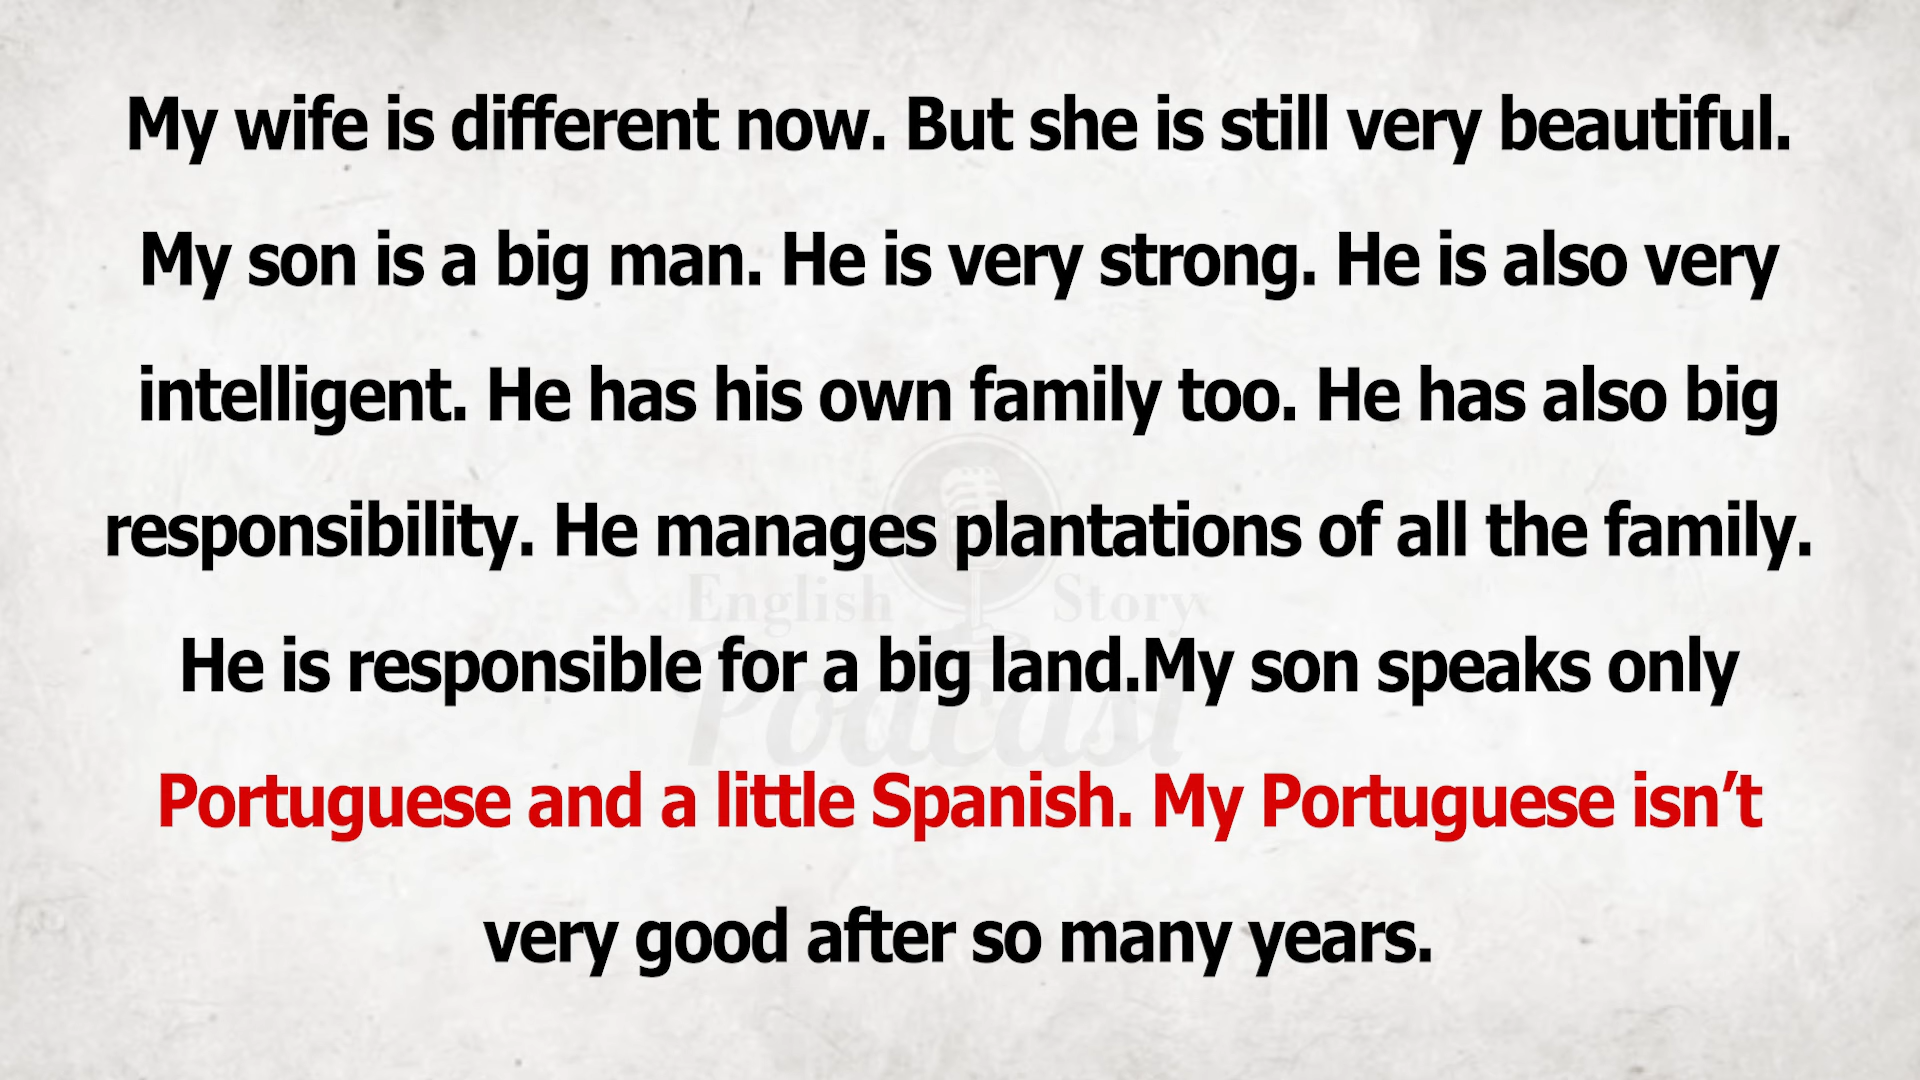 My wife is different now. But she is still very beautiful.
My son is a big man. He is very strong. He is also very
intelligent. He has his own family too. He has also big
responsibility. He manages plantations of all the family.
English Story
He is responsible for a big land.My son speaks only
Podcast
Portuguese and a little Spanish. My Portuguese isn’t
very good after so many years.